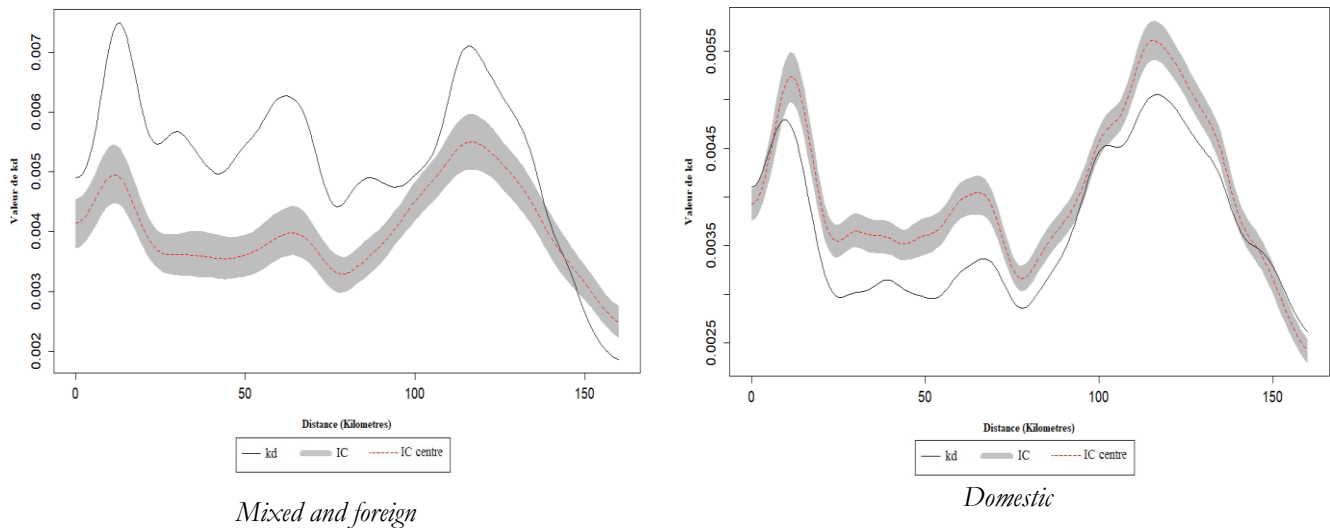 Valeur de kd
0.007
0.006
0.005
0.004
0.003
0.002
0 50 100 150
Distance (Kilometres)
kd IC IC centre
Mixed and foreign
Valeur de kd
0.0055
0.0045
0.0035
0.0025
0 50 100 150
Distance (Kilometres)
kd IC IC centre
Domestic